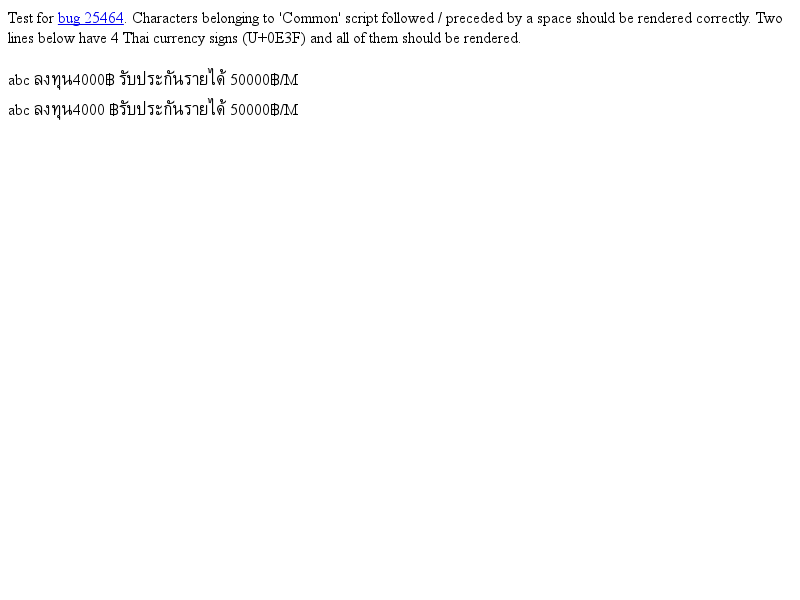 Test for bug 25464. Characters belonging to 'Common' script followed / preceded by a space should be rendered correctly. Two
lines below have 4 Thai currency signs (U+0E3F) and all of them should be rendered.
abc ลงทุน4000฿ รับประกันรายได้ 50000฿/M
abc ลงทุน4000 ฿รับประกันรายได้ 50000฿/M